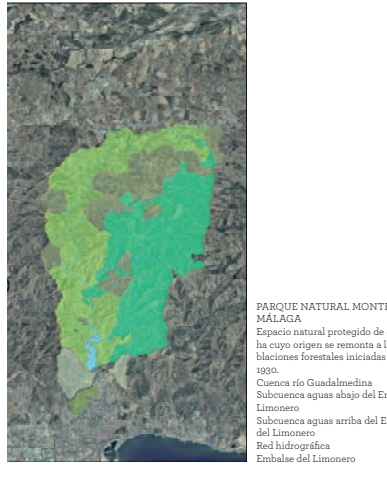 PARQUE NATURAL MONTE
MÁLAGA
Espacio natural protegido de
ha cuyo origen se remonta a l
blaciones forestales iniciadas
1930.
Cuenca río Guadalmedina
Subcuenca aguas abajo del Em
Limonero
Subcuenca aguas arriba del E
del Limonero
Red hidrográfica
Embalse del Limonero